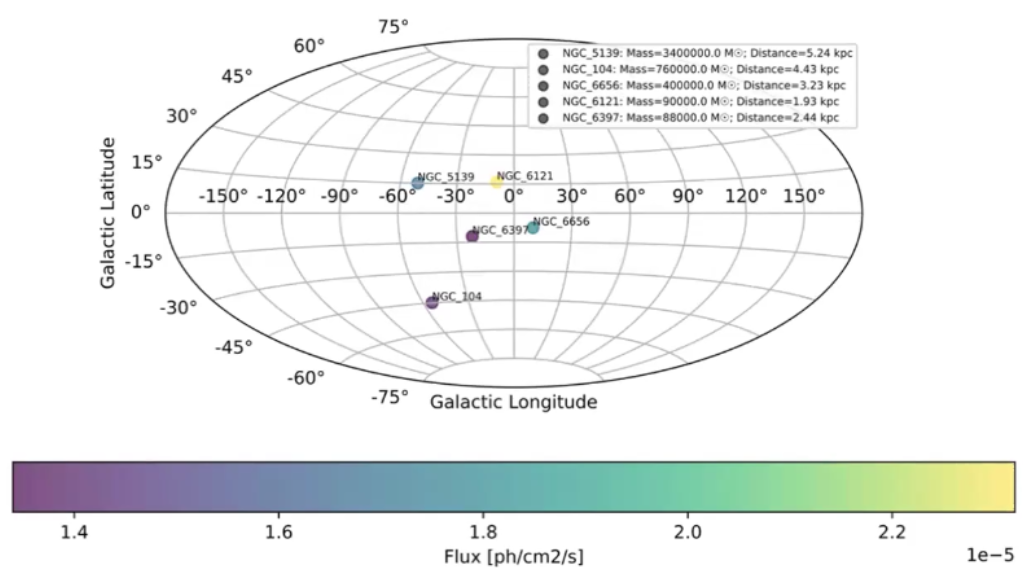 75°
60°
45°
30°
15°
0°
-15°
-30°
-45°
-60°
-75°
Galactic Latitude
NGC_5139: Mass=3400000.0 M☉; Distance=5.24 kpc
NGC_104: Mass=760000.0 M☉; Distance=4.43 kpc
NGC_6656: Mass=400000.0 M☉; Distance=3.23 kpc
NGC_6121: Mass=90000.0 M☉; Distance=1.93 kpc
NGC_6397: Mass=88000.0 M☉; Distance=2.44 kpc
NGC_5139
NGC_6121
-150° -120° -90° -60° -30° 0° 30° 60° 90° 120° 150°
NGC_6656
NGC_6397
NGC_104
Galactic Longitude
1.4 1.6 1.8 2.0 2.2
Flux [ph/cm2/s]
1e−5